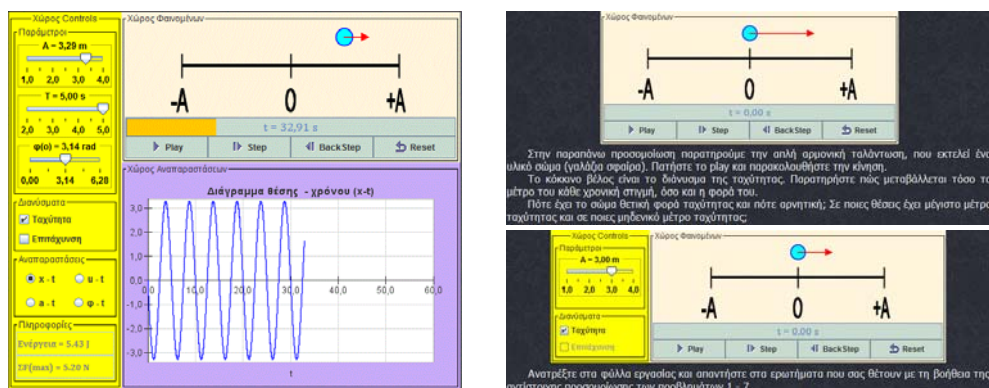 Χώρος Controls
Παράμετροι
A = 3,29 m
1,0 2,0 3,0 4,0
T = 5,00 s
2,0 3,0 4,0 5,0
φ(ο) = 3,14 rad
0,00 3,14 6,28
Διανύσματα
Ταχύτητα
Επιτάχυνση
Αναπαραστάσεις
x - t υ - t
a - t φ - t
Πληροφορίες
Ενέργεια = 5.43 J
ΣF(max) = 5.20 N
Χώρος Φαινομένων
-A 0 +A
t = 32,91 s
Play Step BackStep Reset
Χώρος Αναπαραστάσεων
Διάγραμμα θέσης - χρόνου (x-t)
3,0
2,0
1,0
0,0
-1,0
-2,0
-3,0
0,0 10,0 20,0 30,0 40,0 50,0 60,0
t
Χώρος Φαινομένων
-A 0 +A
t = 0,00 s
Play Step BackStep Reset
Στην παραπάνω προσομοίωση παρατηρούμε την απλή αρμονική ταλάντωση, που εκτελεί ένα
υλικό σώμα (γαλάζια σφαίρα). Πατήστε το play και παρακολουθήστε την κίνηση.
Το κόκκινο βέλος είναι το διάνυσμα της ταχύτητας. Παρατηρήστε πώς μεταβάλλεται τόσο το
μέτρο του κάθε χρονική στιγμή, όσο και η φορά του.
Πότε έχει το σώμα θετική φορά ταχύτητας και πότε αρνητική; Σε ποιες θέσεις έχει μέγιστο μέτρο
ταχύτητας και σε ποιες μηδενικό μέτρο ταχύτητας;
Χώρος Controls
Παράμετροι
A = 3,00 m
1,0 2,0 3,0 4,0
Διανύσματα
Ταχύτητα
Επιτάχυνση
Χώρος Φαινομένων
-A 0 +A
t = 0,00 s
Play Step BackStep Reset
Ανατρέξτε στα φύλλα εργασίας και απαντήστε στα ερωτήματα που σας θέτουν με τη βοήθεια της
αντίστοιχης προσομοίωσης των προβλημάτων 1 - 7